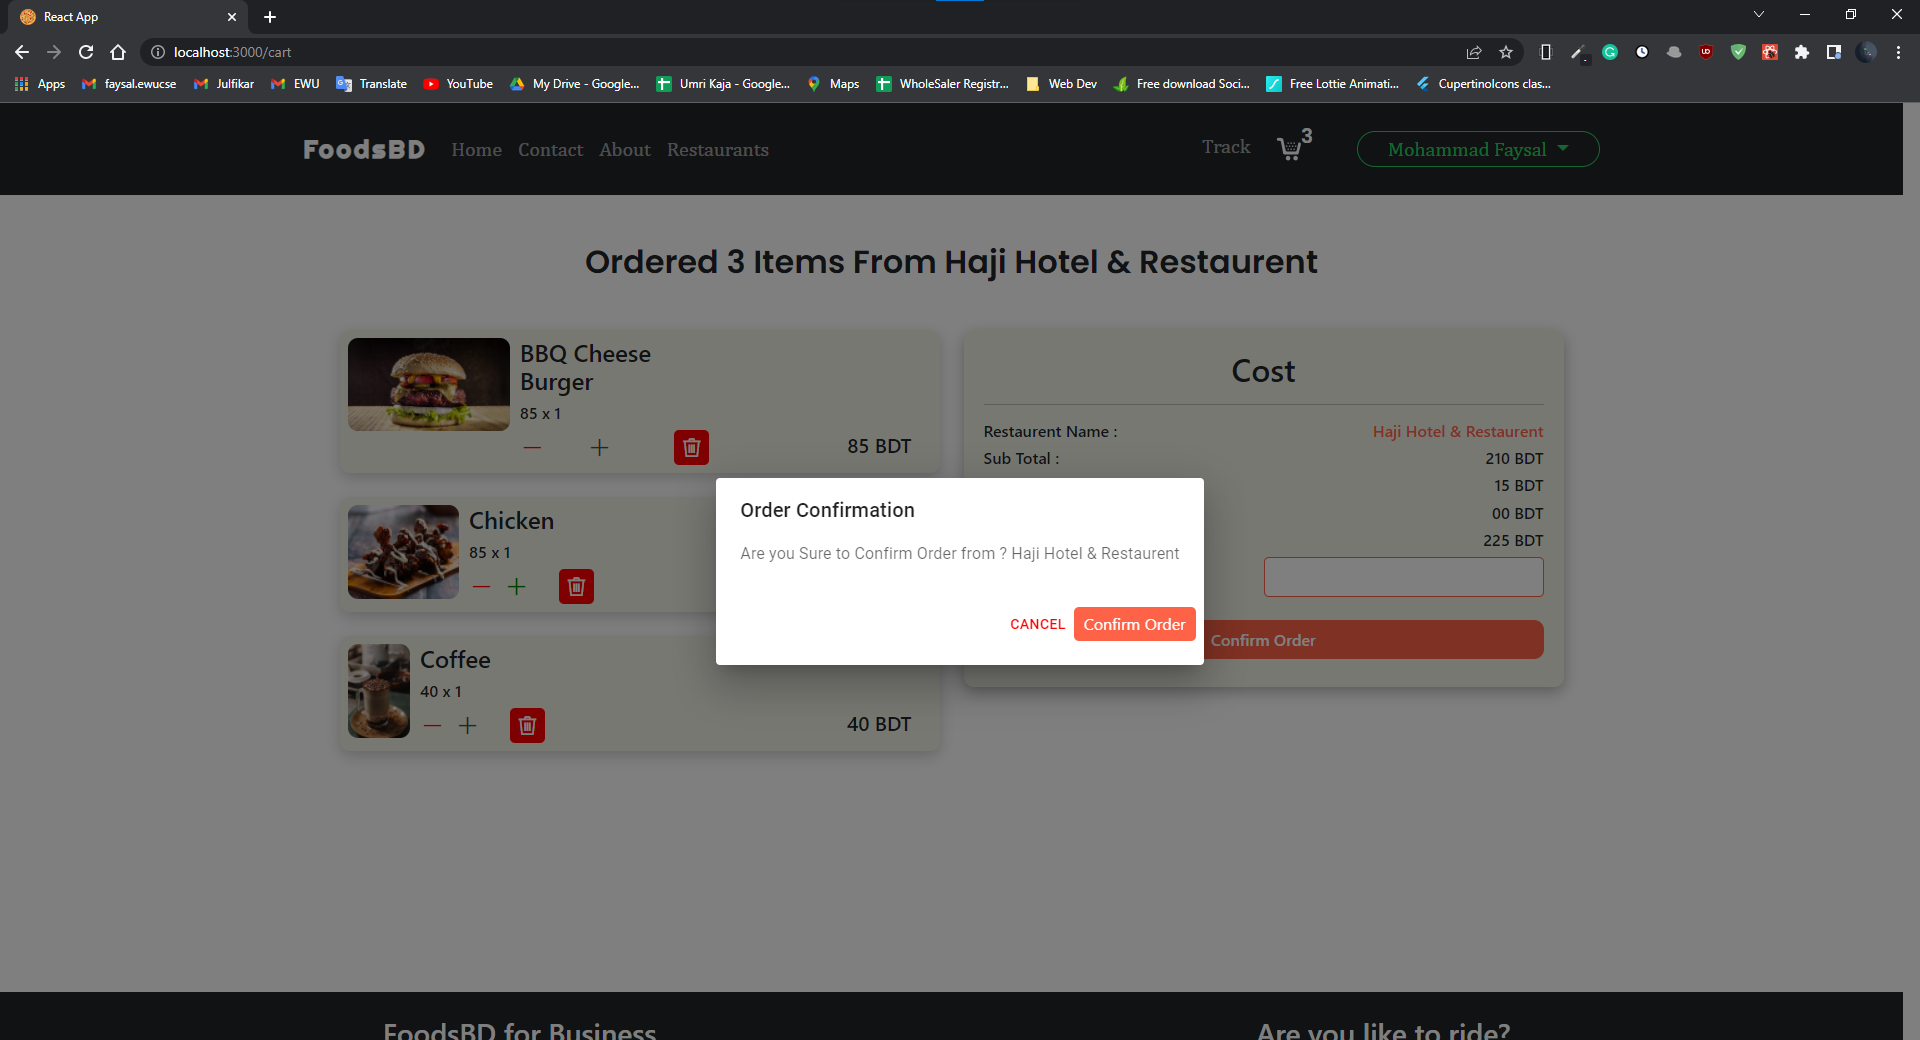 React App
localhost:3000/cart
Apps faysal.ewucse Julfikar EWU Translate YouTube My Drive - Google... Umri Kaja - Google... Maps WholeSaler Registr... Web Dev Free download Soci... Free Lottie Animati... CupertinoIcons clas...
FoodsBD Home Contact About Restaurants Track 3 Mohammad Faysal
Ordered 3 Items From Haji Hotel & Restaurent
BBQ Cheese
Burger
85 x 1
85 BDT
Chicken
85 x 1
Coffee
40 x 1
40 BDT
Cost
Restaurent Name : Haji Hotel & Restaurent
Sub Total : 210 BDT
15 BDT
00 BDT
225 BDT
Confirm Order
Order Confirmation
Are you Sure to Confirm Order from ? Haji Hotel & Restaurent
CANCEL Confirm Order
FoodsBD for Business Are you like to ride?